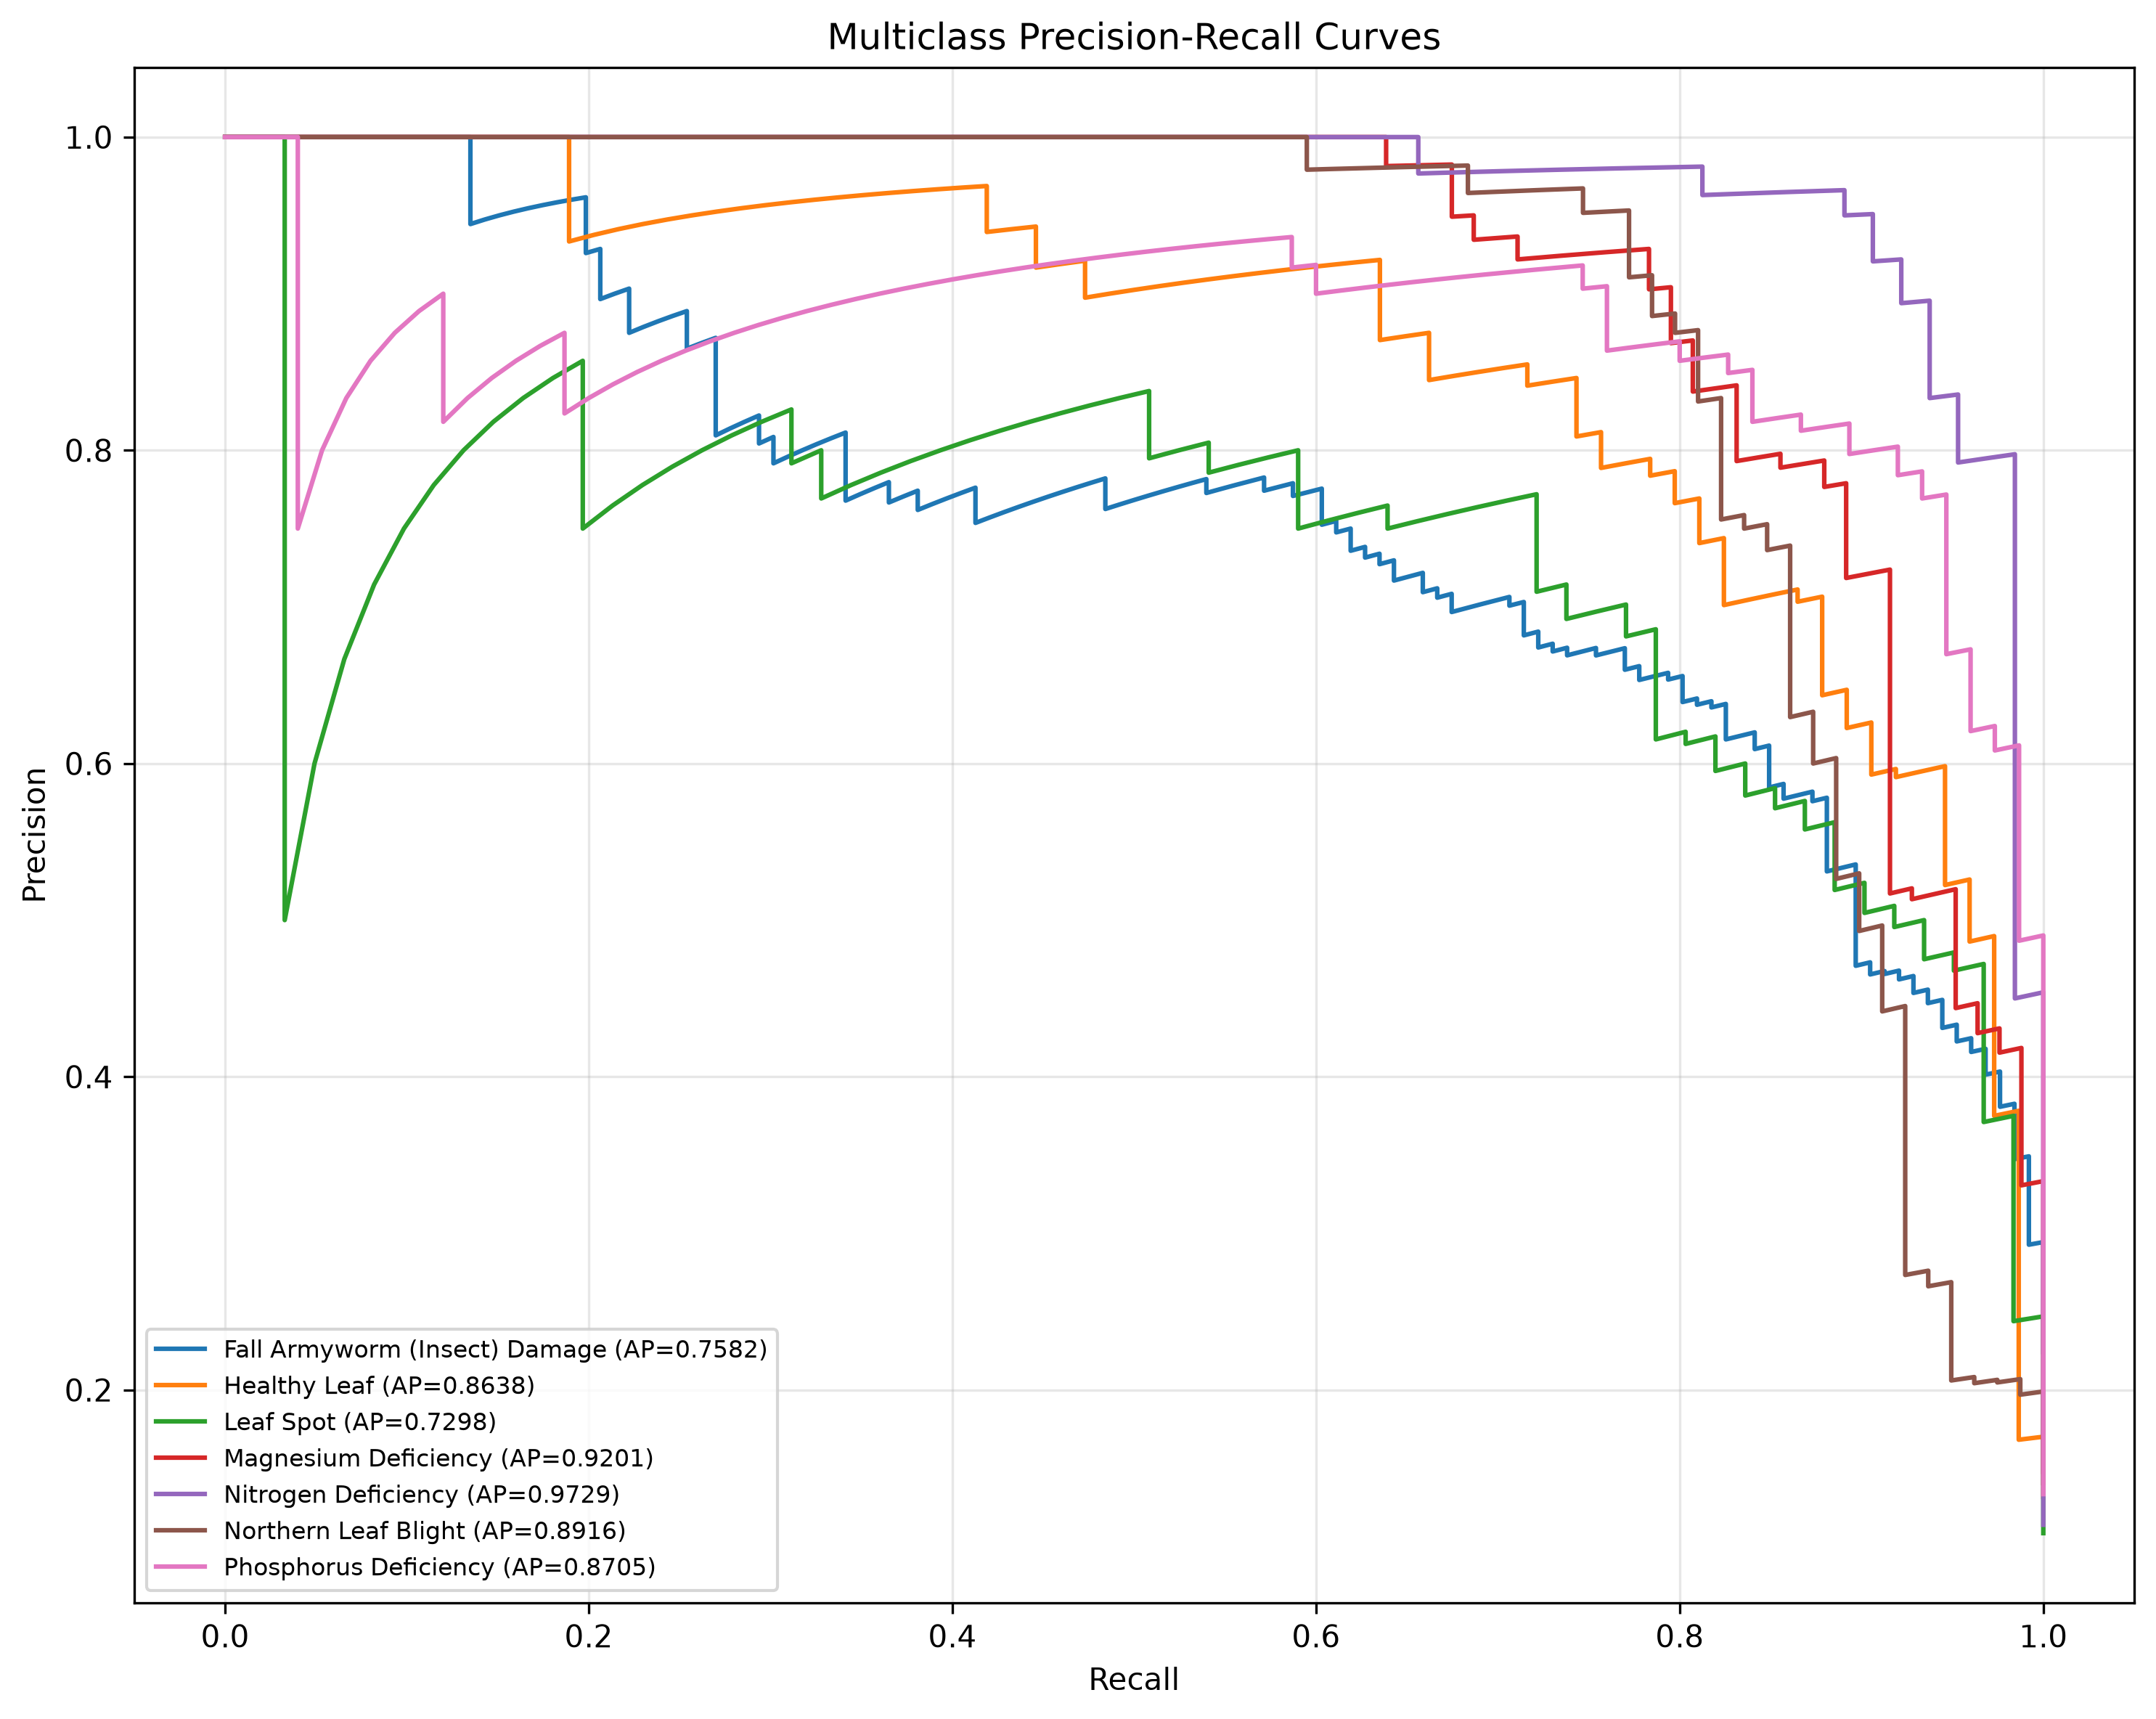 Multiclass Precision-Recall Curves
1.0
0.8
0.6
0.4
0.2
Precision
Fall Armyworm (Insect) Damage (AP=0.7582)
Healthy Leaf (AP=0.8638)
Leaf Spot (AP=0.7298)
Magnesium Deficiency (AP=0.9201)
Nitrogen Deficiency (AP=0.9729)
Northern Leaf Blight (AP=0.8916)
Phosphorus Deficiency (AP=0.8705)
0.0 0.2 0.4 0.6 0.8 1.0
Recall